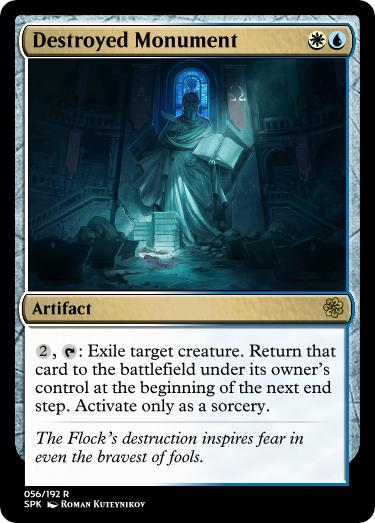 Destroyed Monument
A Ω
Artifact
2, T: Exile target creature. Return that
card to the battlefield under its owner's
control at the beginning of the next end
step. Activate only as a sorcery.
The Flock's destruction inspires fear in
even the bravest of fools.
056/192 R
SPK Roman Kuteynikov